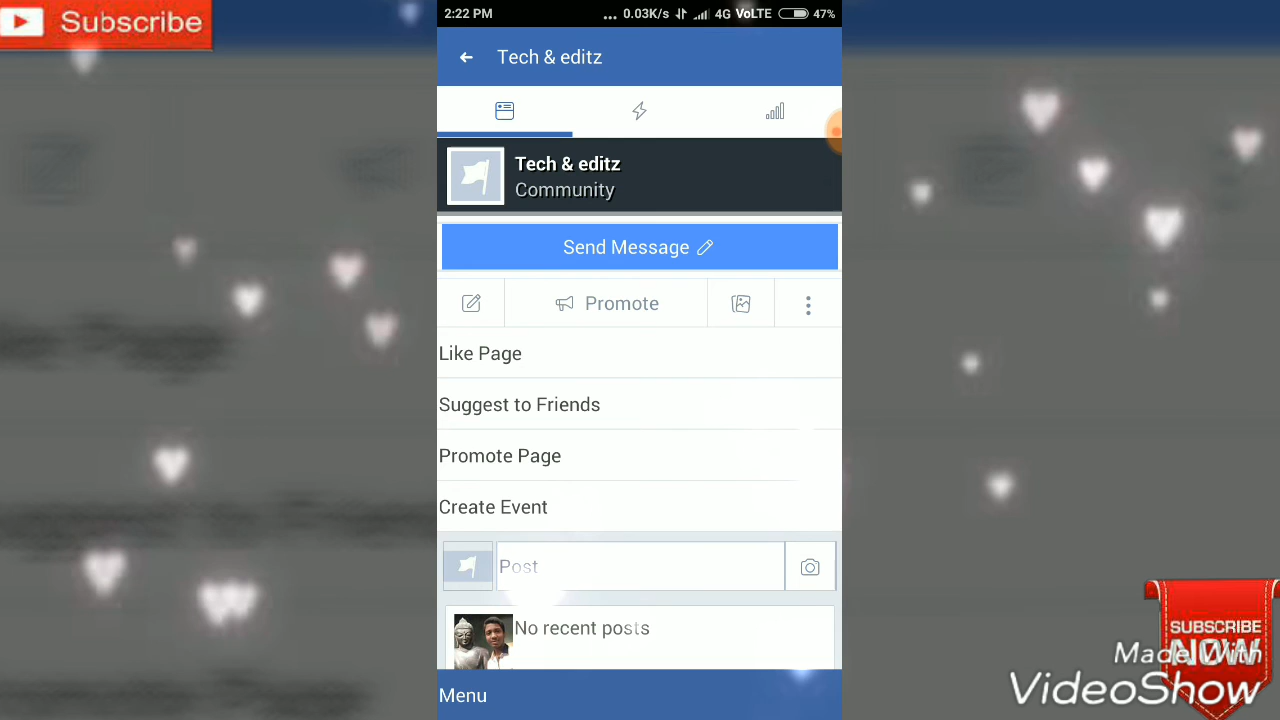 Subscribe
2:22 PM ... 0.03K/s 4G VoLTE 47%
Tech & editz
Tech & editz
Community
Send Message
Promote
Like Page
Suggest to Friends
Promote Page
Create Event
Post
No recent posts
Menu
SUBSCRIBE
NOW
Made With
VideoShow